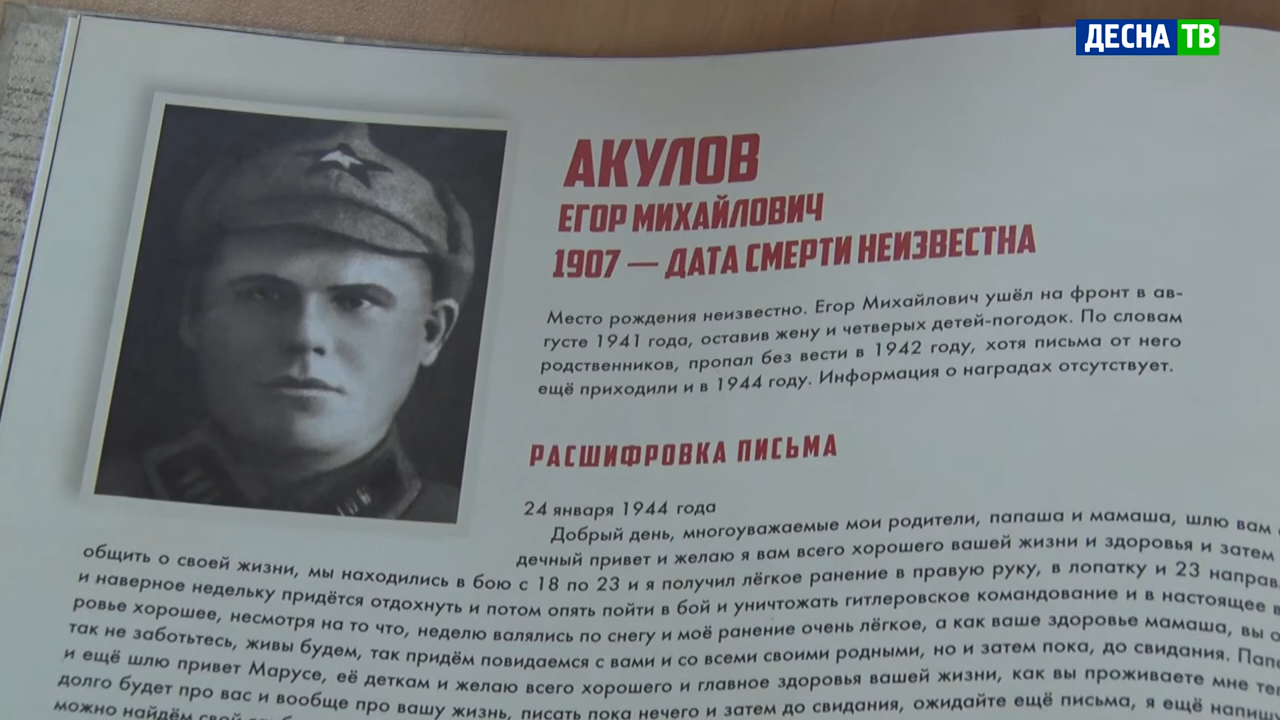 ДЕСНА ТВ
АКУЛОВ
ЕГОР МИХАЙЛОВИЧ
1907 — ДАТА СМЕРТИ НЕИЗВЕСТНА
Место рождения неизвестно. Егор Михайлович ушёл на фронт в ав-
густе 1941 года, оставив жену и четверых детей-погодок. По словам
родственников, пропал без вести в 1942 году, хотя письма от него
ещё приходили и в 1944 году. Информация о наградах отсутствует.
РАСШИФРОВКА ПИСЬМА
24 января 1944 года
Добрый день, многоуважаемые мои родители, папаша и мамаша, шлю вам
дечный привет и желаю я вам всего хорошего вашей жизни и здоровья и затем
общить о своей жизни, мы находились в бою с 18 по 23 и я получил лёгкое ранение в правую руку, в лопатку и 23
и наверное недельку придётся отдохнуть и потом опять пойти в бой и уничтожать гитлеровское командование и в настоящее
ровье хорошее, несмотря на то что, неделю валялись по снегу и моё ранение очень лёгкое, а как ваше здоровье мамаша, вы
так не заботьтесь, живы будем, так придём повидаемся с вами и со всеми своими родными, но и затем пока, до свидания.
и ещё шлю привет Марусе, её деткам и желаю всего хорошего и главное здоровья вашей жизни, как вы проживаете мне
долго будет про вас и вообще про вашу жизнь, писать пока нечего и затем до свидания, ожидайте ещё письма, я ещё
можно найдём свой